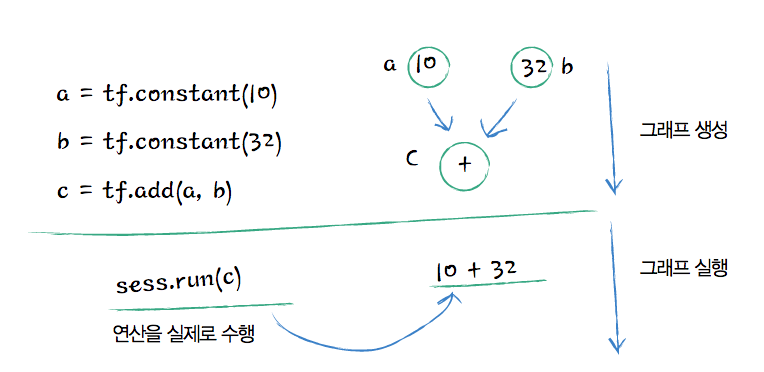 a = tf.constant(10)
b = tf.constant(32)
c = tf.add(a, b)
a 10
32 b
c +
그래프 생성
sess.run(c)
연산을 실제로 수행
10 + 32
그래프 실행